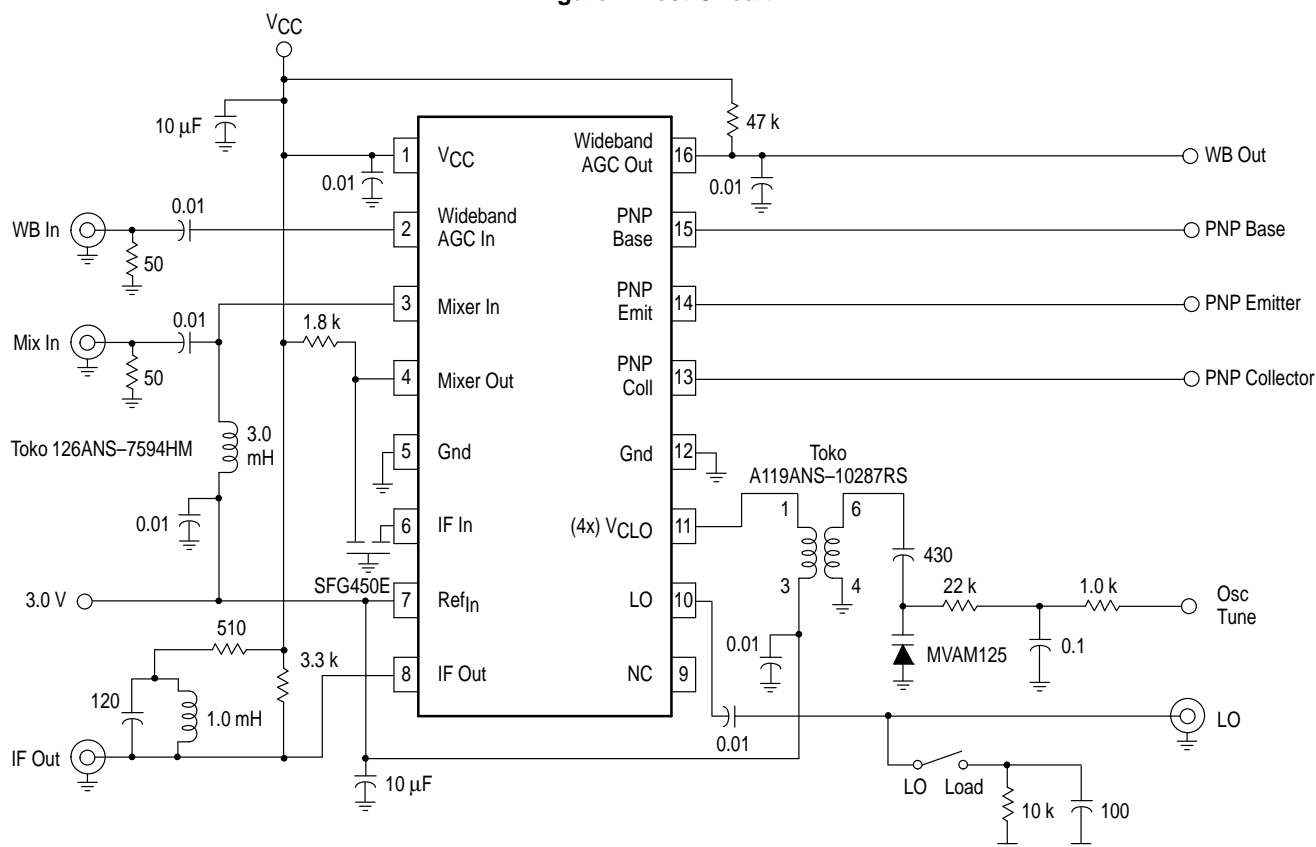 VCC
10 µF
47 k
1
VCC
Wideband
AGC Out
16
WB Out
0.01
0.01
WB In
0.01
50
2
Wideband
AGC In
PNP
Base
15
PNP Base
Mix In
0.01
50
3
Mixer In
PNP
Emit
14
PNP Emitter
1.8 k
4
Mixer Out
PNP
Coll
13
PNP Collector
Toko 126ANS–7594HM
3.0
mH
5
Gnd
Gnd
12
Toko
A119ANS–10287RS
0.01
6
IF In
(4x) VCLO
11
1
6
3
4
430
SFG450E
3.0 V
7
RefIn
LO
10
22 k
1.0 k
Osc
Tune
0.01
MVAM125
0.1
510
3.3 k
8
IF Out
NC
9
120
1.0 mH
IF Out
10 µF
0.01
LO
LO
Load
10 k
100